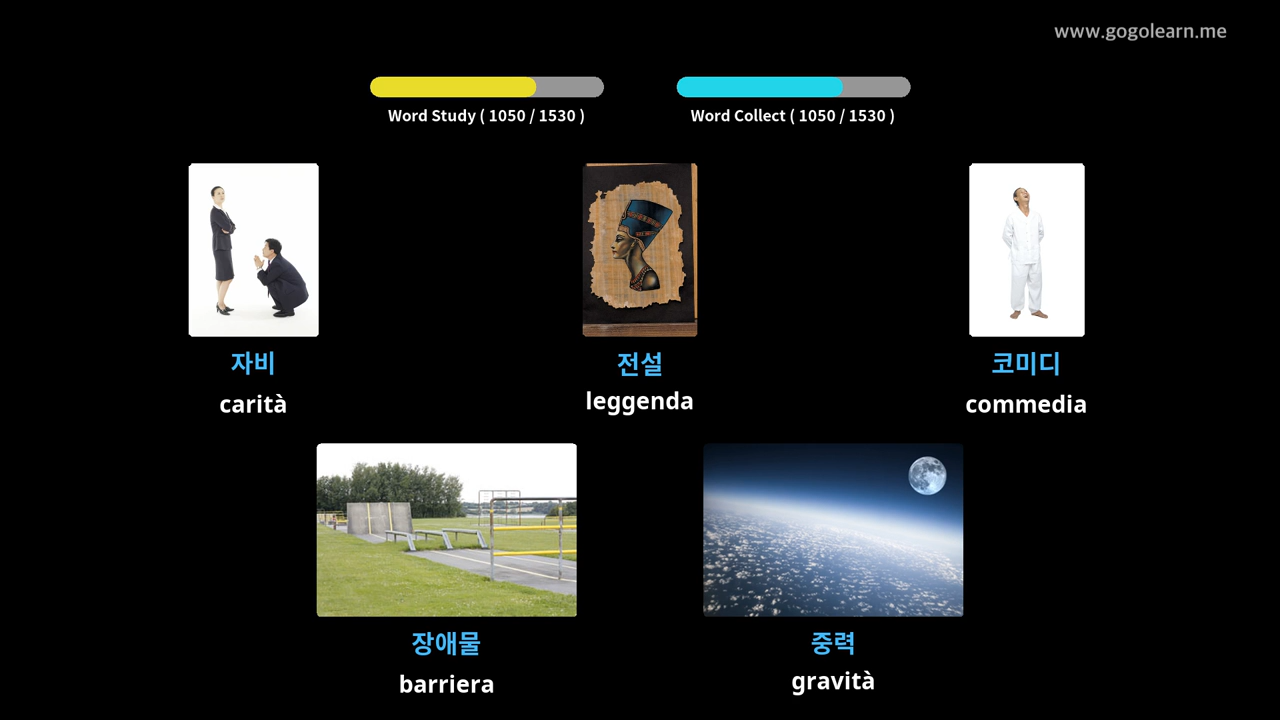 www.gogolearn.me
Word Study ( 1050 / 1530 )
Word Collect ( 1050 / 1530 )
자비
carità
전설
leggenda
코미디
commedia
장애물
barriera
중력
gravità